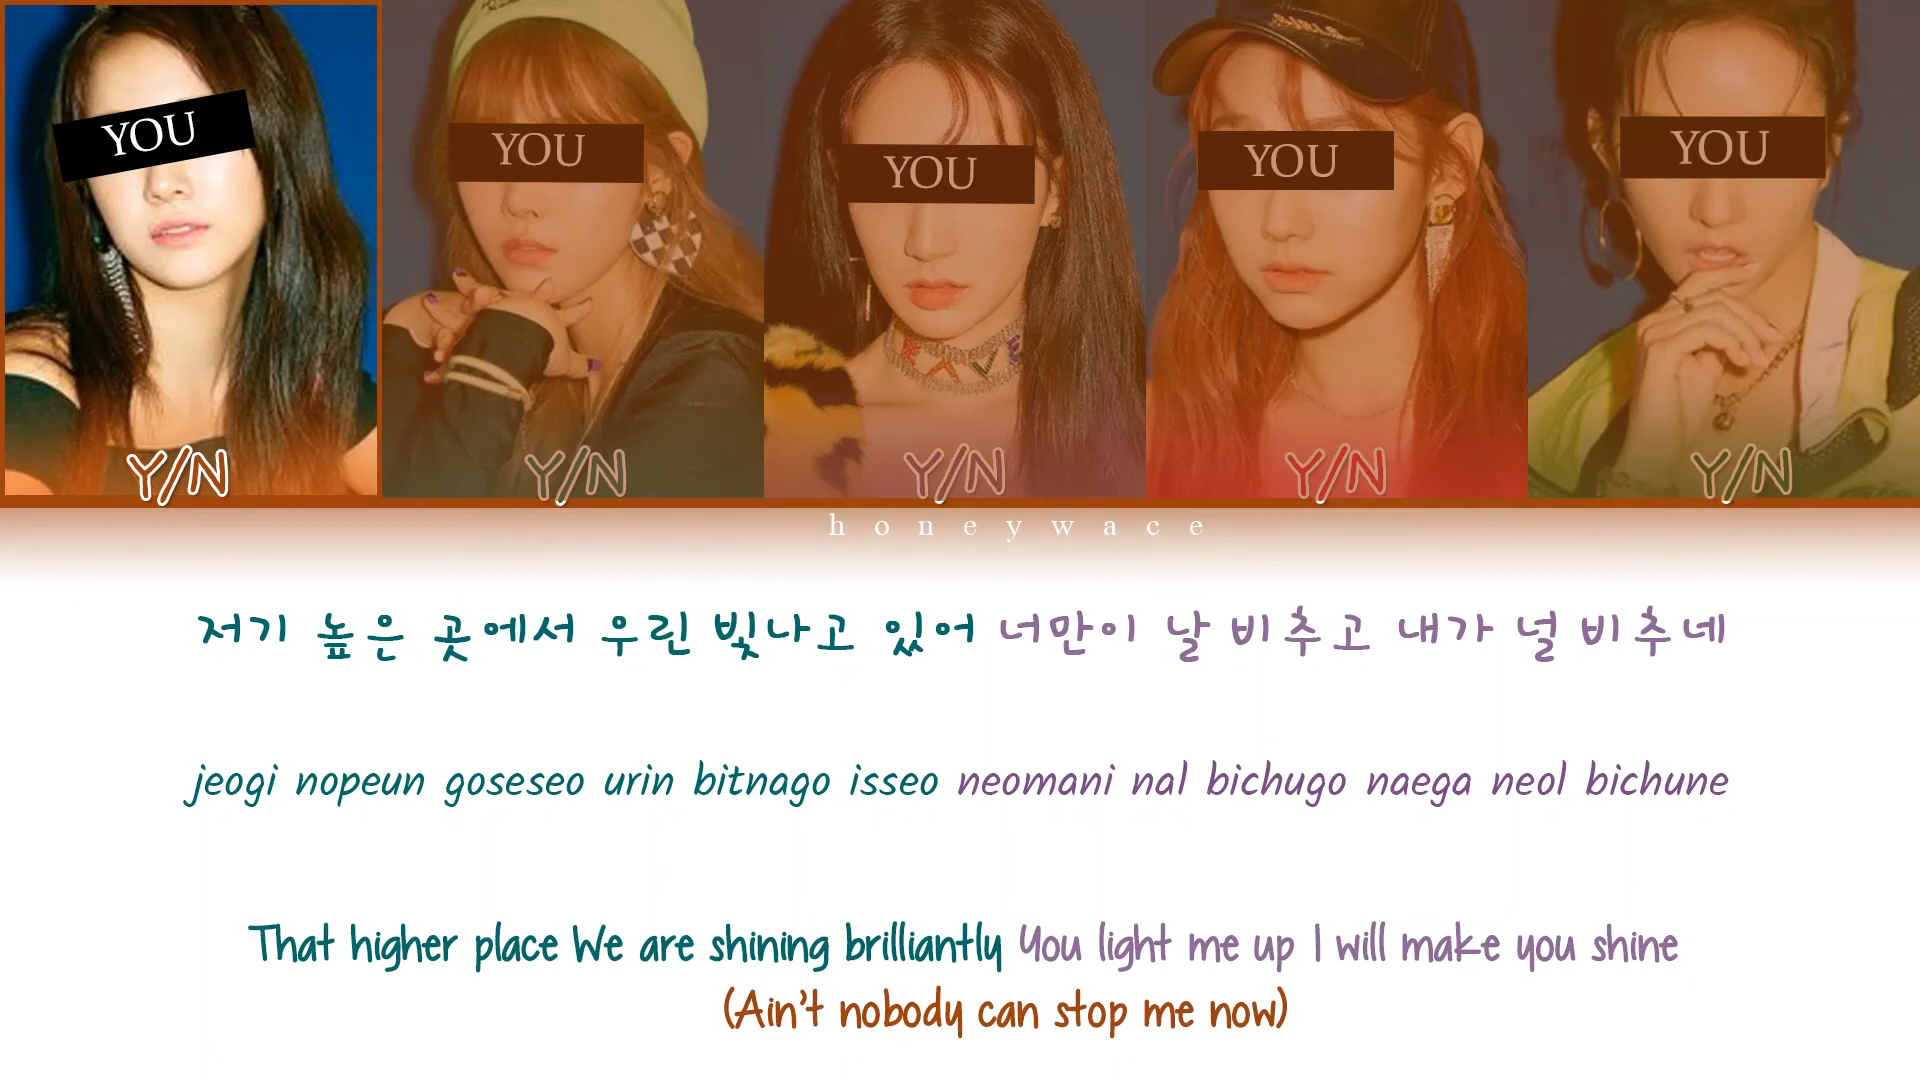 YOU YOU YOU YOU YOU
Y/N Y/N Y/N Y/N Y/N
honeywace
저기 높은 곳에서 우린 빛나고 있어 너만이 날 비추고 내가 널 비추네
jeogi nopeun goseseo urin bitnago isseo neomani nal bichugo naega neol bichune
That higher place We are shining brilliantly You light me up I will make you shine
(Ain't nobody can stop me now)